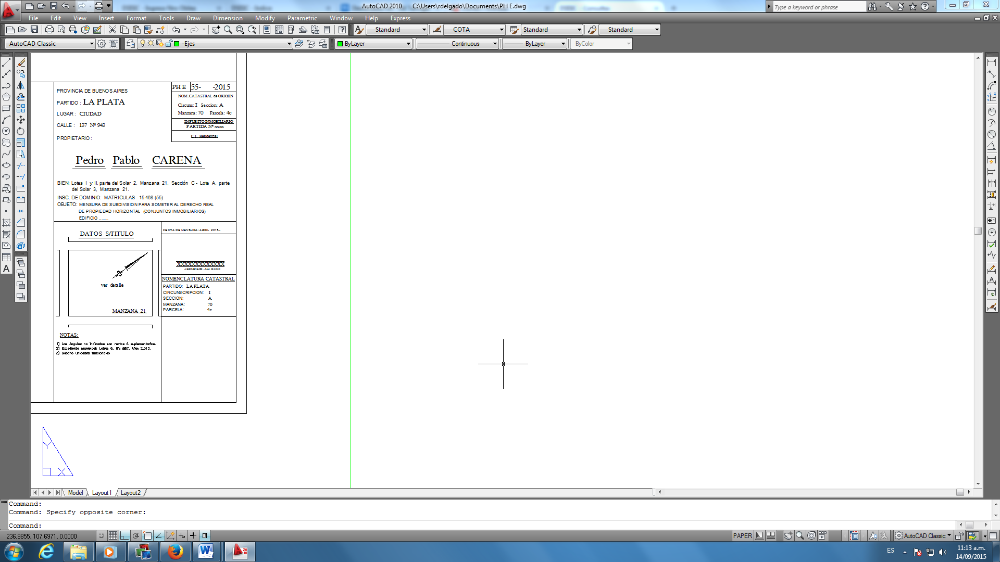 AutoCAD 2010 C:\Users\rdelgado\Documents\PH E.dwg
Type a keyword or phrase
File Edit View Insert Format Tools Draw Dimension Modify Parametric Window Help Express
Standard COTA Standard Standard
AutoCAD Classic -Ejes ByLayer Continuous ByLayer ByColor
PROVINCIA DE BUENOS AIRES
PARTIDO : LA PLATA
LUGAR : CIUDAD
CALLE : 137 Nº 943
PROPIETARIO :
PH E 55- -2015
NOM.CATASTRAL de ORIGEN
Circuns: I Seccion: A
Manzana: 70 Parcela: 4c
IMPUESTO INMOBILIARIO
PARTIDA Nº xxxx
C.I. Residencial
Pedro Pablo CARENA
BIEN: Lotes I y II, parte del Solar 2, Manzana 21, Sección C - Lote A, parte
del Solar 3, Manzana 21.
INSC. DE DOMINIO: MATRICULAS 15.468 (55)
OBJETO: MENSURA DE SUBDIVISION PARA SOMETER AL DERECHO REAL
DE PROPIEDAD HORIZONTAL (CONJUNTOS INMOBILIARIOS)
EDIFICIO ........
DATOS S/TITULO
ver detalle
MANZANA 21
NOTAS:
1) Los ángulos no indicados son rectos ó suplementarios.
2) Expediente municipal: Letra: G, Nº: 887, Año: 2.012.
3) Destino unidades funcionales
FECHA DE MENSURA: ABRIL 2015.-
XXXXXXXXXXXXXX
AGRIMENSOR - Mat. 00.0000
NOMENCLATURA CATASTRAL
PARTIDO: LA PLATA
CIRCUNSCRIPCION: I
SECCION: A
MANZANA: 70
PARCELA: 4c
Y
X
Model Layout1 Layout2
Command:
Command: Specify opposite corner:
Command:
236.9855, 107.6971, 0.0000
PAPER
AutoCAD Classic
ES
11:13 a.m.
14/09/2015